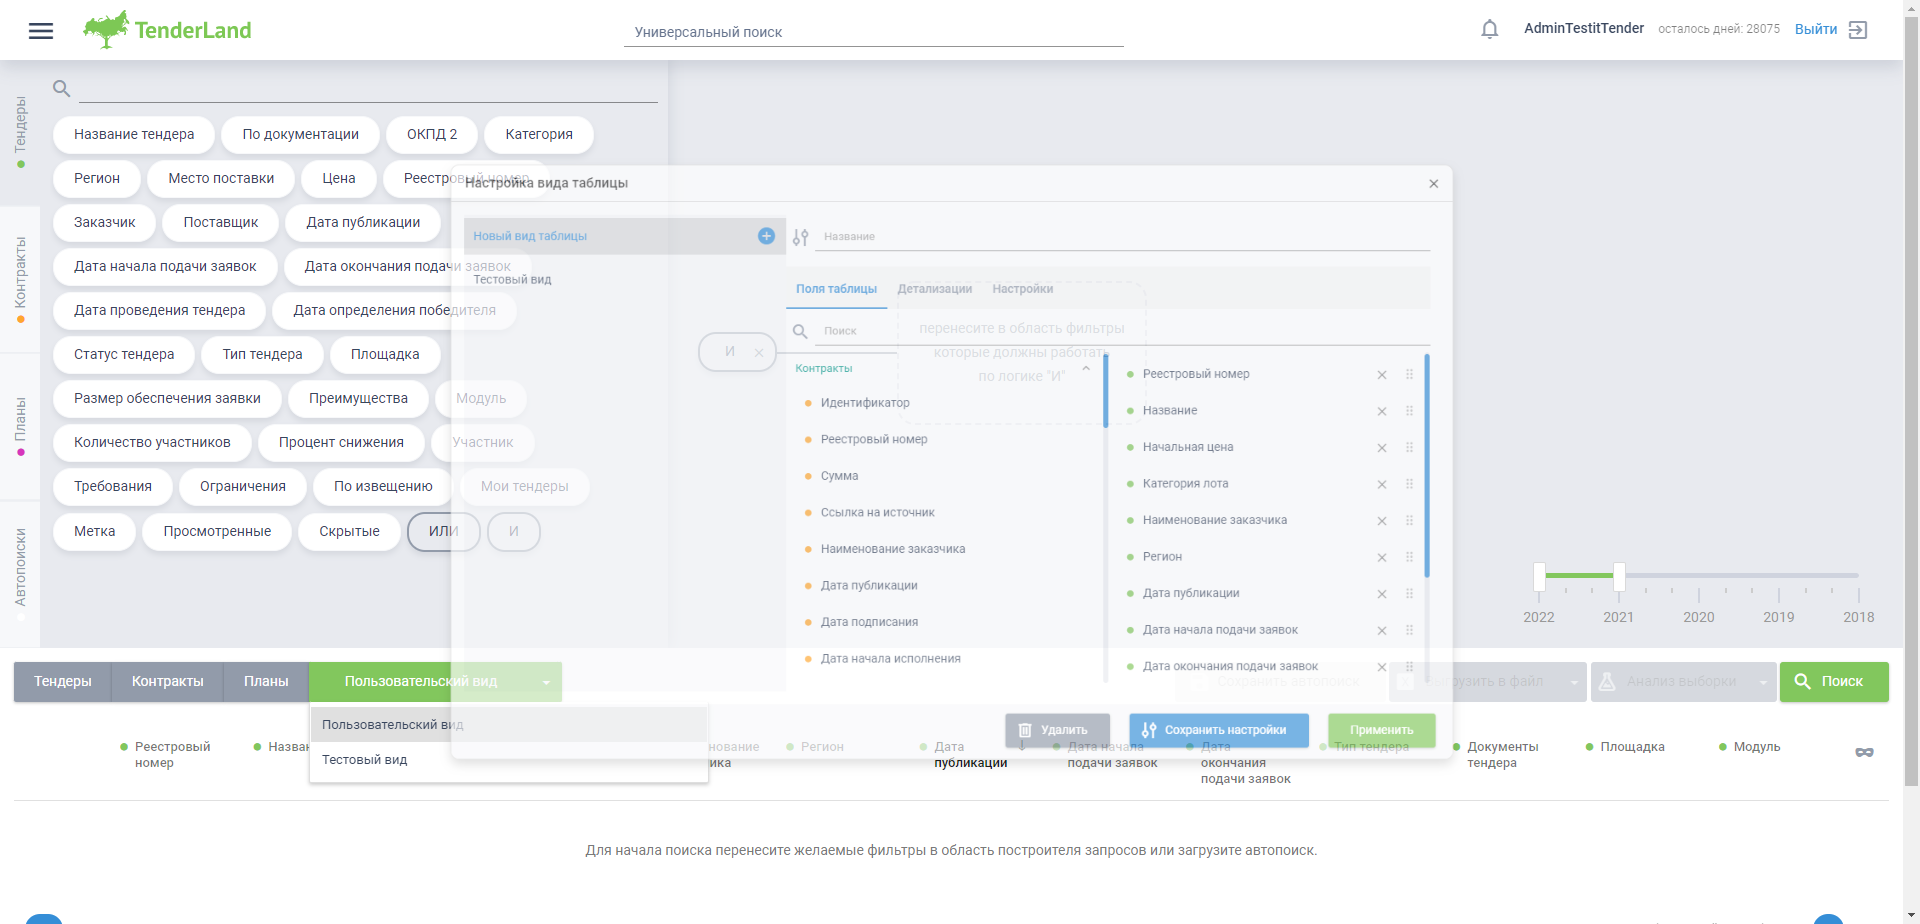 TenderLand
Универсальный поиск
AdminTestitTender
осталось дней: 28075
Выйти
Тендеры
Контракты
Планы
Автопоиски
Название тендера
По документации
ОКПД 2
Категория
Регион
Место поставки
Цена
Реестровый номер
Заказчик
Поставщик
Дата публикации
Дата начала подачи заявок
Дата окончания подачи заявок
Дата проведения тендера
Дата определения победителя
Статус тендера
Тип тендера
Площадка
Размер обеспечения заявки
Преимущества
Модуль
Количество участников
Процент снижения
Участник
Требования
Ограничения
По извещению
Мои тендеры
Метка
Просмотренные
Скрытые
ИЛИ
И
Настройка вида таблицы
Новый вид таблицы
Тестовый вид
Название
Поля таблицы
Детализации
Настройки
Поиск
И
перенесите в область фильтры
которые должны работать
по логике "И"
Контракты
Идентификатор
Реестровый номер
Сумма
Ссылка на источник
Наименование заказчика
Дата публикации
Дата подписания
Дата начала исполнения
Реестровый номер
Название
Начальная цена
Категория лота
Наименование заказчика
Регион
Дата публикации
Дата начала подачи заявок
Дата окончания подачи заявок
Удалить
Сохранить настройки
Применить
2022
2021
2020
2019
2018
Тендеры
Контракты
Планы
Пользовательский вид
Сохранить автопоиск
грузить в файл
Анализ выборки
Поиск
Пользовательский вид
Тестовый вид
Реестровый
номер
Назван
нование
ика
Регион
Дата
публикации
Дата начала
подачи заявок
Дата
окончания
подачи заявок
Тип тендера
Документы
тендера
Площадка
Модуль
Для начала поиска перенесите желаемые фильтры в область построителя запросов или загрузите автопоиск.